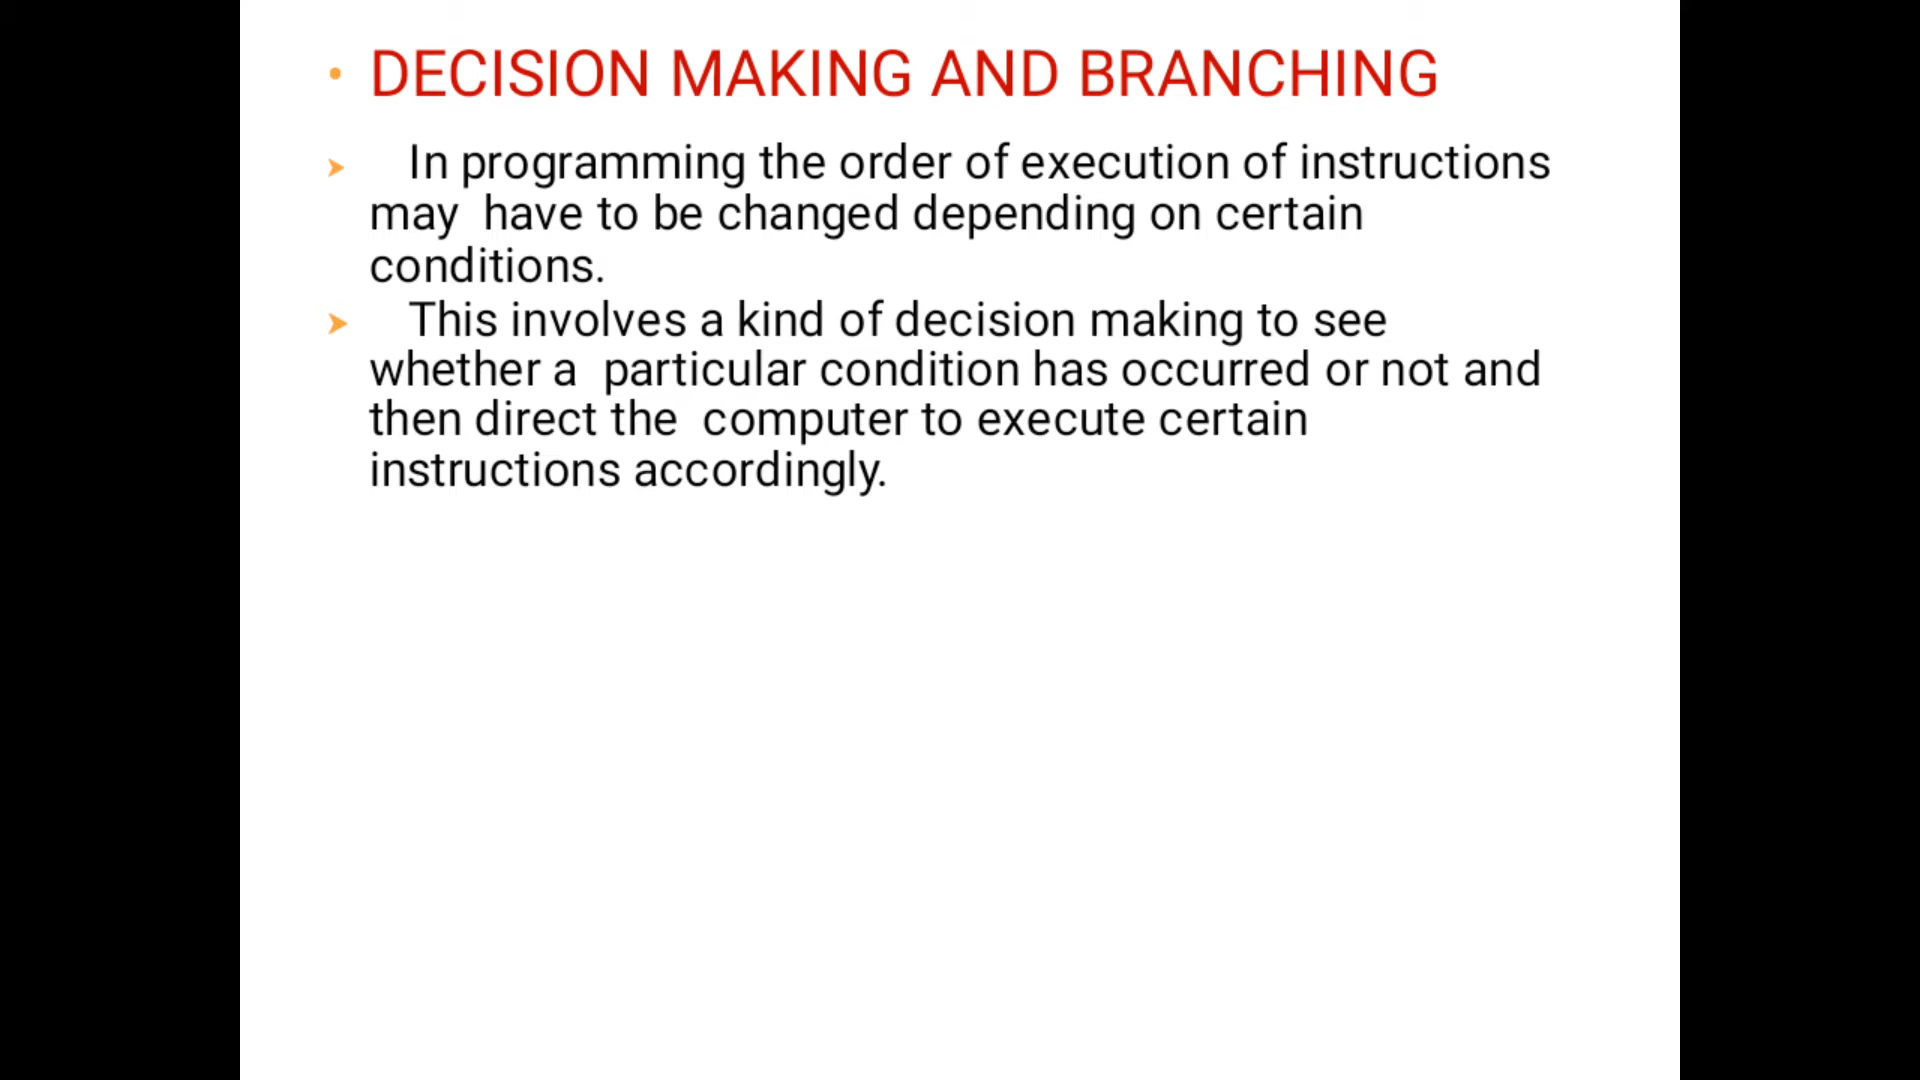 • DECISION MAKING AND BRANCHING
➤ In programming the order of execution of instructions
may have to be changed depending on certain
conditions.
➤ This involves a kind of decision making to see
whether a particular condition has occurred or not and
then direct the computer to execute certain
instructions accordingly.